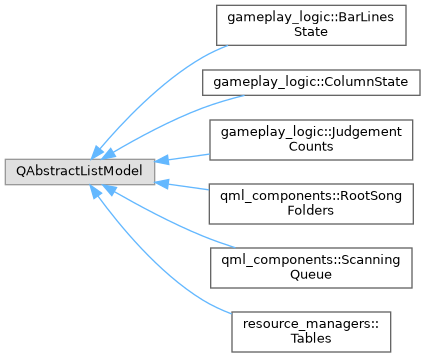 gameplay_logic::BarLines
State
gameplay_logic::ColumnState
gameplay_logic::Judgement
Counts
QAbstractListModel
qml_components::RootSong
Folders
qml_components::Scanning
Queue
resource_managers::
Tables